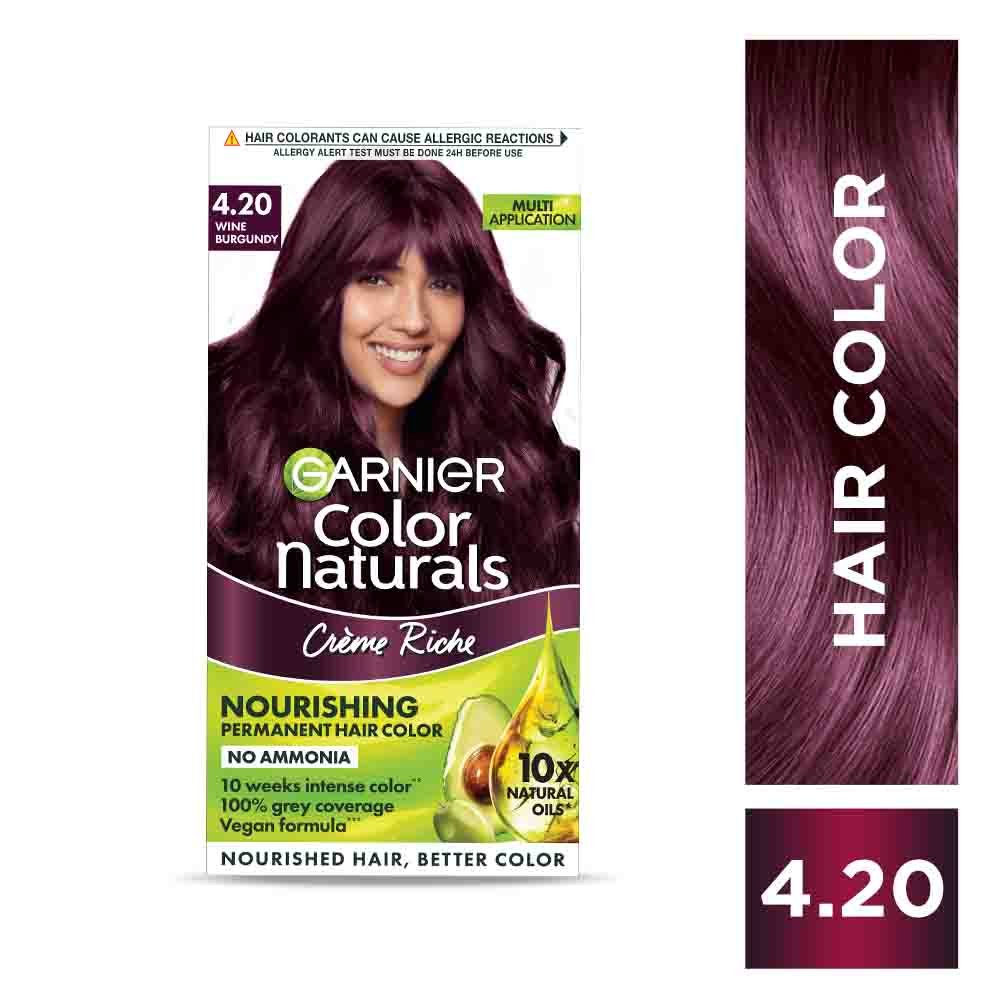 HAIR COLORANTS CAN CAUSE ALLERGIC REACTIONS
ALLERGY ALERT TEST MUST BE DONE 24H BEFORE USE
4.20
WINE
BURGUNDY
MULTI
APPLICATION
GARNIER
Color
Naturals
Crème Riche
NOURISHING
PERMANENT HAIR COLOR
NO AMMONIA
10 weeks intense color**
100% grey coverage
Vegan formula***
10x
NATURAL
OILS*
NOURISHED HAIR, BETTER COLOR
HAIR COLOR
4.20